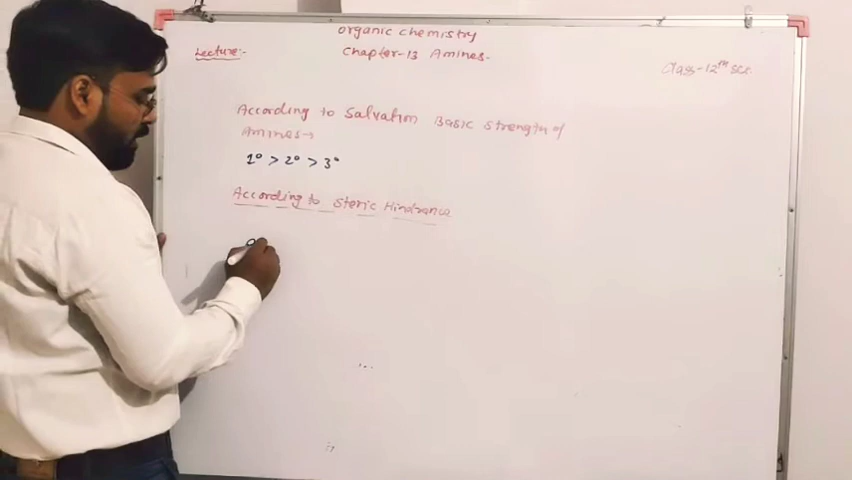 Organic chemistry
Lecture:-
Chapter-13 Amines-
Class-12th sci.
According to Salvation Basic strength of
Amines→
1° > 2° > 3°
According to Steric Hindrance